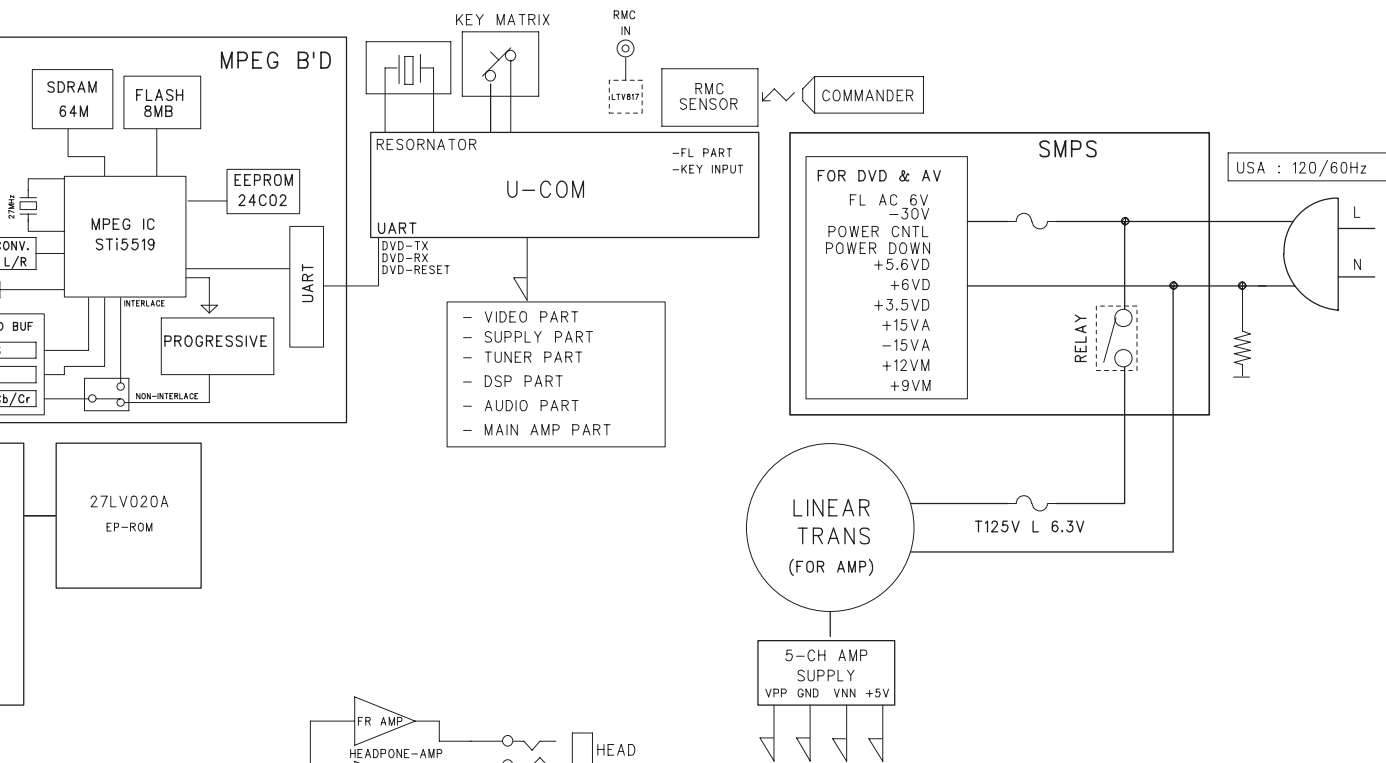 MPEG B'D
SDRAM
64M
FLASH
8MB
27MHz
MPEG IC
STi5519
EEPROM
24C02
CONV.
L/R
INTERLACE
UART
PROGRESSIVE
BUF
Cb/Cr
NON-INTERLACE
27LV020A
EP-ROM
KEY MATRIX
RMC
IN
LTV817
RMC
SENSOR
COMMANDER
RESORNATOR
-FL PART
-KEY INPUT
U-COM
UART
DVD-TX
DVD-RX
DVD-RESET
- VIDEO PART
- SUPPLY PART
- TUNER PART
- DSP PART
- AUDIO PART
- MAIN AMP PART
SMPS
FOR DVD & AV
FL AC 6V
-30V
POWER CNTL
POWER DOWN
+5.6VD
+6VD
+3.5VD
+15VA
-15VA
+12VM
+9VM
RELAY
USA : 120/60Hz
L
N
LINEAR
TRANS
(FOR AMP)
T125V L 6.3V
5-CH AMP
SUPPLY
VPP GND VNN +5V
FR AMP
HEADPONE-AMP
HEAD